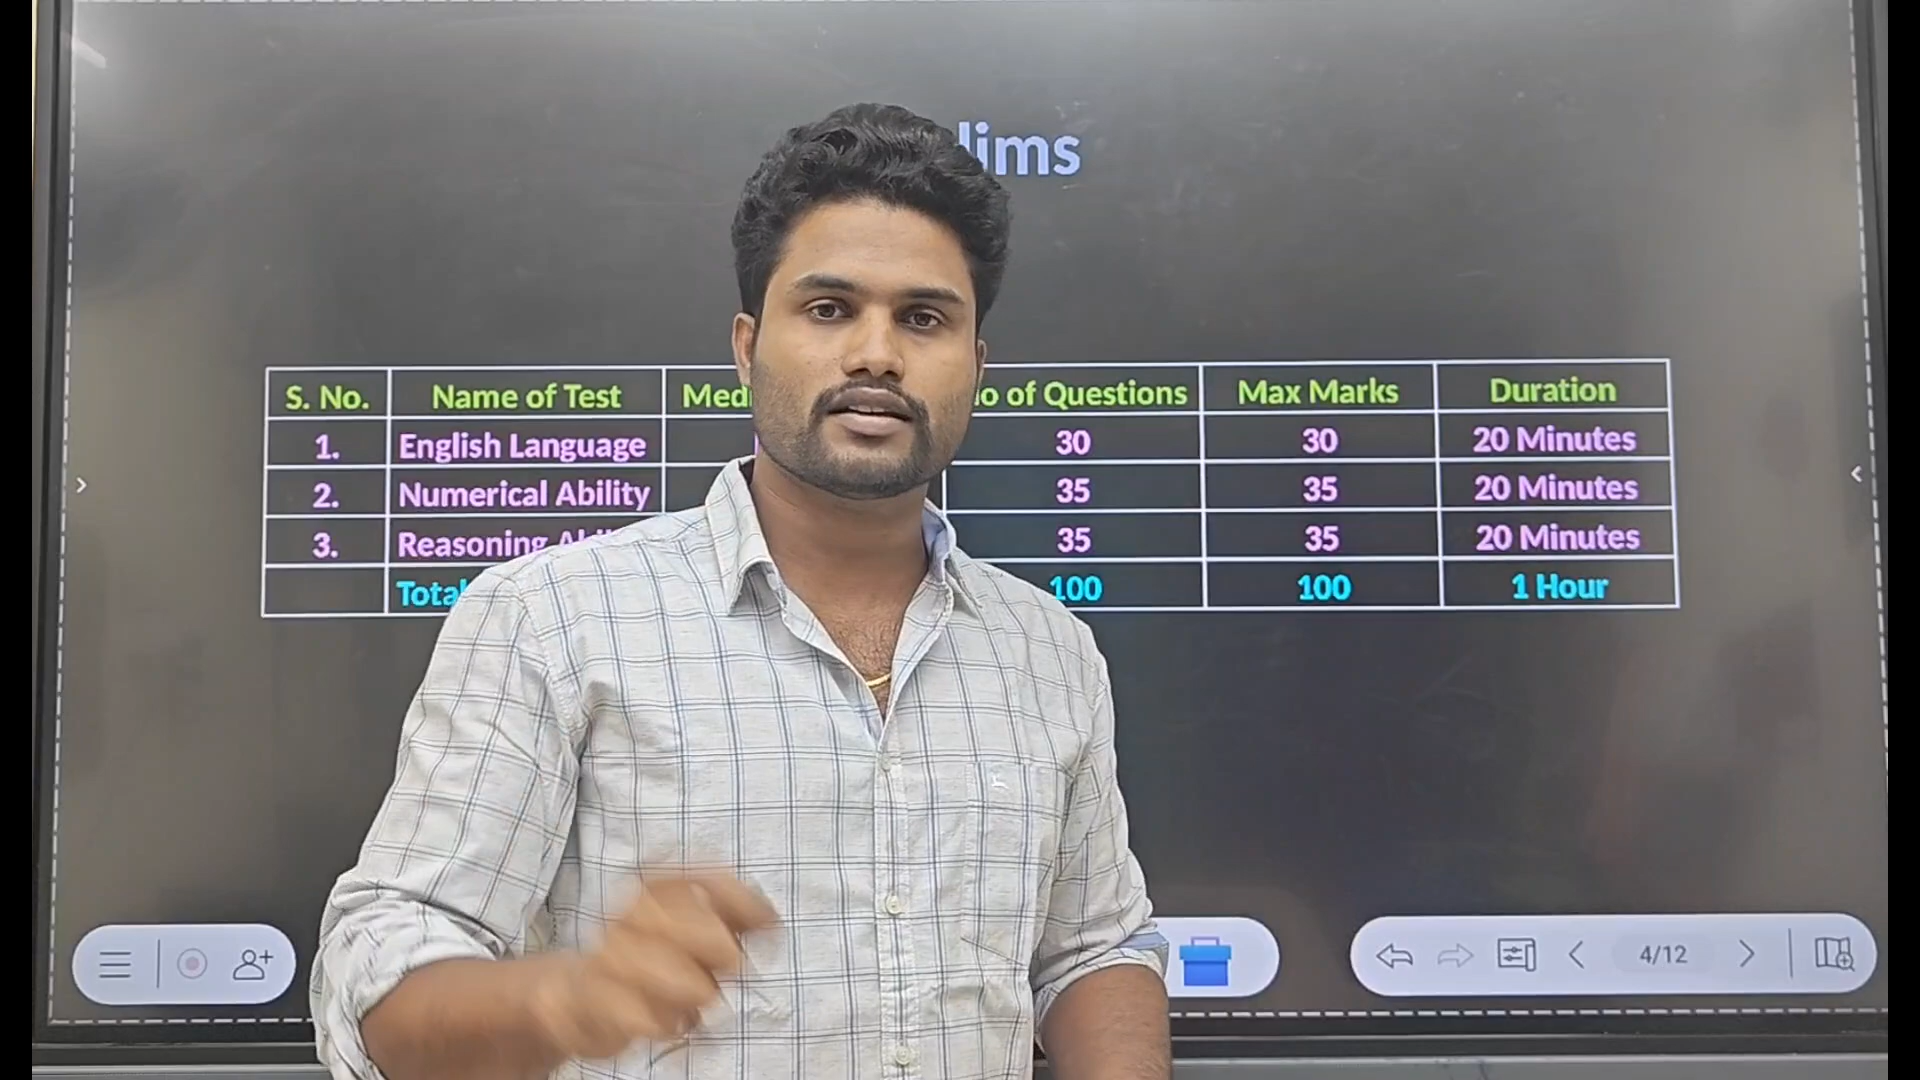 lims
S. No. Name of Test Max Marks Duration
of Questions
1. English Language 30 30 20 Minutes
2. Numerical Ability 35 35 20 Minutes
3. Reasoning 35 35 20 Minutes
100 100 1 Hour
4/12